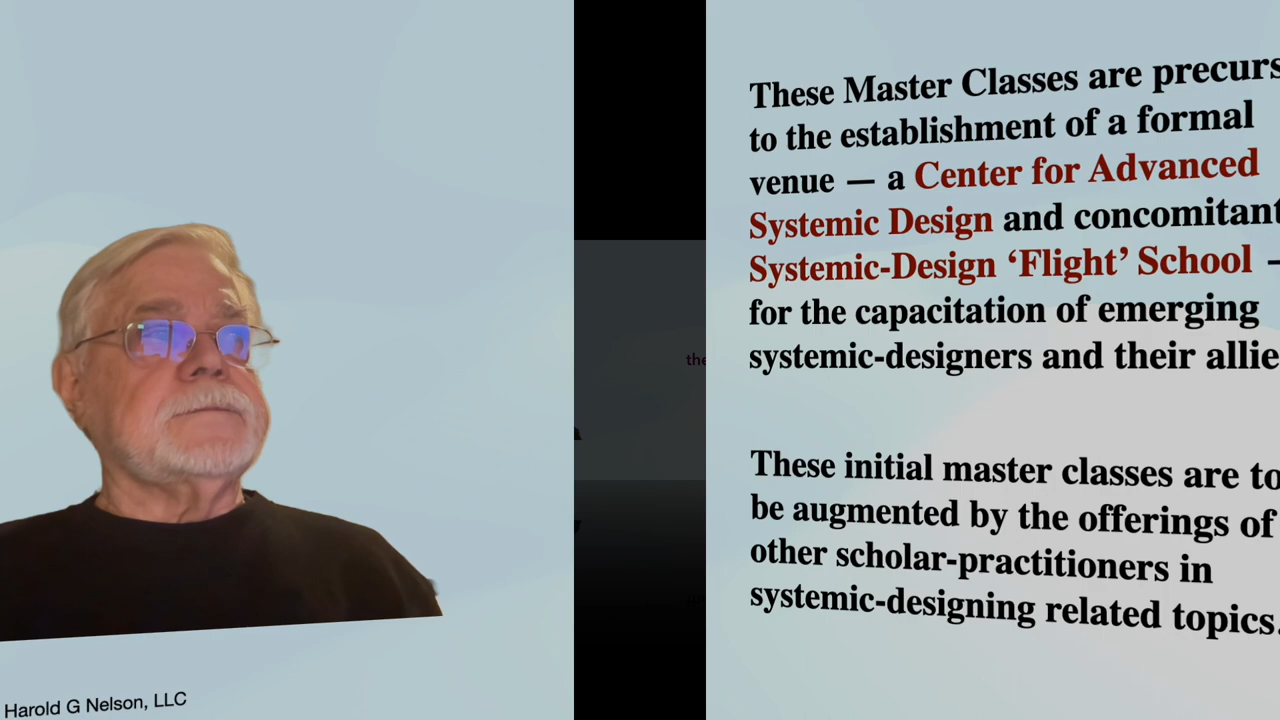 Harold G Nelson, LLC
the
These Master Classes are precurs
to the establishment of a formal
venue — a Center for Advanced
Systemic Design and concomitant
Systemic-Design ‘Flight’ School –
for the capacitation of emerging
systemic-designers and their allie
These initial master classes are to
be augmented by the offerings of
other scholar-practitioners in
systemic-designing related topics.